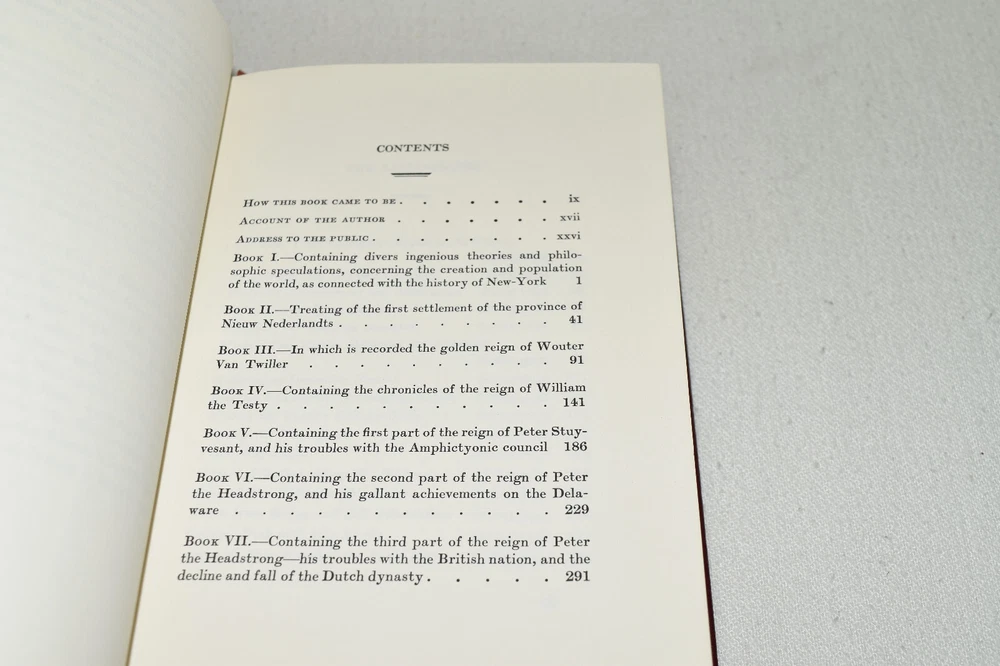 CONTENTS
How this book came to be . . . . . . . ix
Account of the author . . . . . . . xvii
Address to the public . . . . . . . . xxvi
Book I.—Containing divers ingenious theories and philo-
sophic speculations, concerning the creation and population
of the world, as connected with the history of New-York 1
Book II.—Treating of the first settlement of the province of
Nieuw Nederlandts . . . . . . . . . 41
Book III.—In which is recorded the golden reign of Wouter
Van Twiller . . . . . . . . . . 91
Book IV.—Containing the chronicles of the reign of William
the Testy . . . . . . . . . . . 141
Book V.—Containing the first part of the reign of Peter Stuy-
vesant, and his troubles with the Amphictyonic council 186
Book VI.—Containing the second part of the reign of Peter
the Headstrong, and his gallant achievements on the Dela-
ware . . . . . . . . . . . . 229
Book VII.—Containing the third part of the reign of Peter
the Headstrong—his troubles with the British nation, and the
decline and fall of the Dutch dynasty . . . . . 291